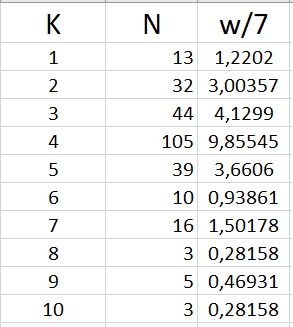 K N w/7
1 13 1,2202
2 32 3,00357
3 44 4,1299
4 105 9,85545
5 39 3,6606
6 10 0,93861
7 16 1,50178
8 3 0,28158
9 5 0,46931
10 3 0,28158